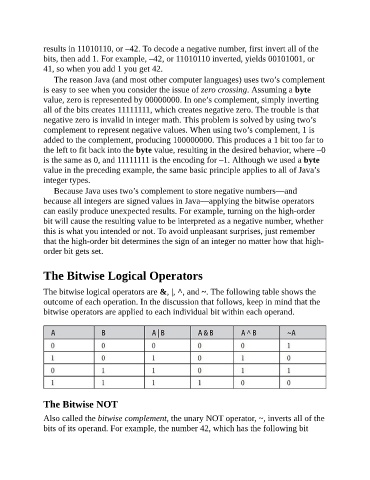 results in 11010110, or –42. To decode a negative number, first invert all of the
bits, then add 1. For example, –42, or 11010110 inverted, yields 00101001, or
41, so when you add 1 you get 42.
The reason Java (and most other computer languages) uses two’s complement
is easy to see when you consider the issue of zero crossing. Assuming a byte
value, zero is represented by 00000000. In one’s complement, simply inverting
all of the bits creates 11111111, which creates negative zero. The trouble is that
negative zero is invalid in integer math. This problem is solved by using two’s
complement to represent negative values. When using two’s complement, 1 is
added to the complement, producing 100000000. This produces a 1 bit too far to
the left to fit back into the byte value, resulting in the desired behavior, where –0
is the same as 0, and 11111111 is the encoding for –1. Although we used a byte
value in the preceding example, the same basic principle applies to all of Java’s
integer types.
Because Java uses two’s complement to store negative numbers—and
because all integers are signed values in Java—applying the bitwise operators
can easily produce unexpected results. For example, turning on the high-order
bit will cause the resulting value to be interpreted as a negative number, whether
this is what you intended or not. To avoid unpleasant surprises, just remember
that the high-order bit determines the sign of an integer no matter how that high-
order bit gets set.
The Bitwise Logical Operators
The bitwise logical operators are &, |, ^, and ~. The following table shows the
outcome of each operation. In the discussion that follows, keep in mind that the
bitwise operators are applied to each individual bit within each operand.
A B A | B A & B A ^ B ~A
0 0 0 0 0 1
1 0 1 0 1 0
0 1 1 0 1 1
1 1 1 1 0 0
The Bitwise NOT
Also called the bitwise complement, the unary NOT operator, ~, inverts all of the
bits of its operand. For example, the number 42, which has the following bit